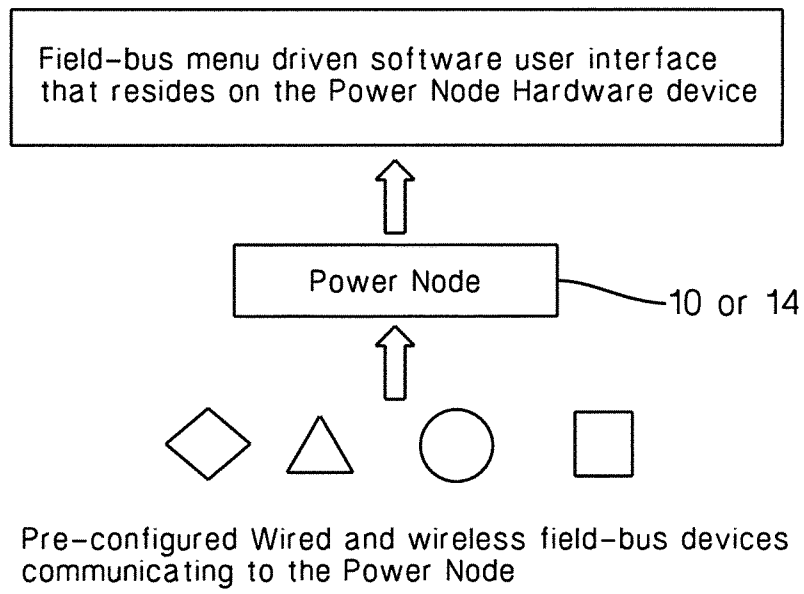 Field-bus menu driven software user interface
that resides on the Power Node Hardware device
Power Node
10 or 14
Pre-configured Wired and wireless field-bus devices
communicating to the Power Node